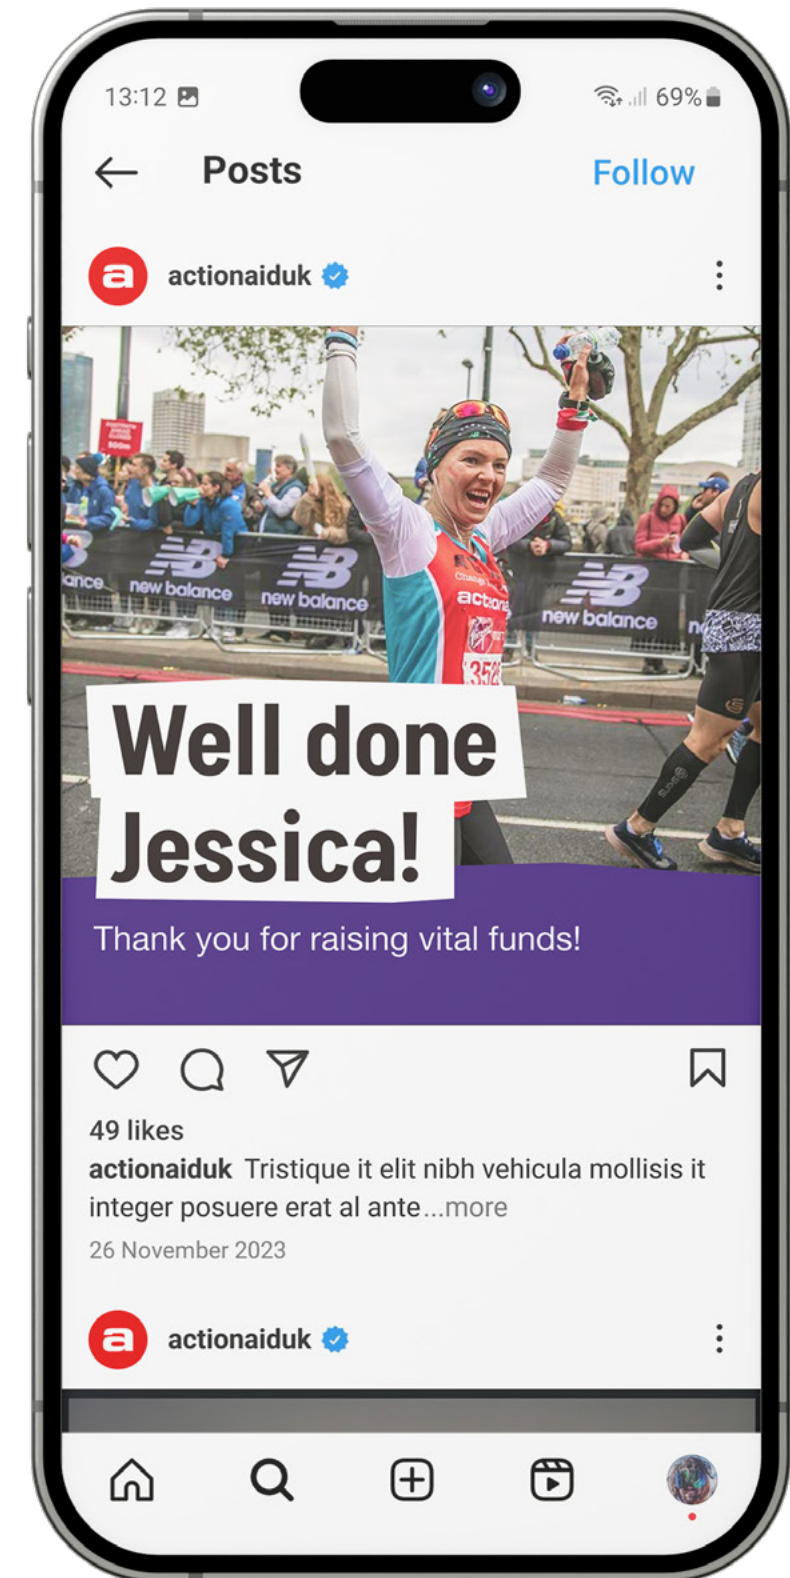 13:12
69%
Posts
Follow
a
actionaiduk
new balance
new balance
new balance
Well done
Jessica!
Thank you for raising vital funds!
49 likes
actionaiduk Tristique it elit nibh vehicula mollisis it
integer posuere erat al ante...more
26 November 2023
a
actionaiduk